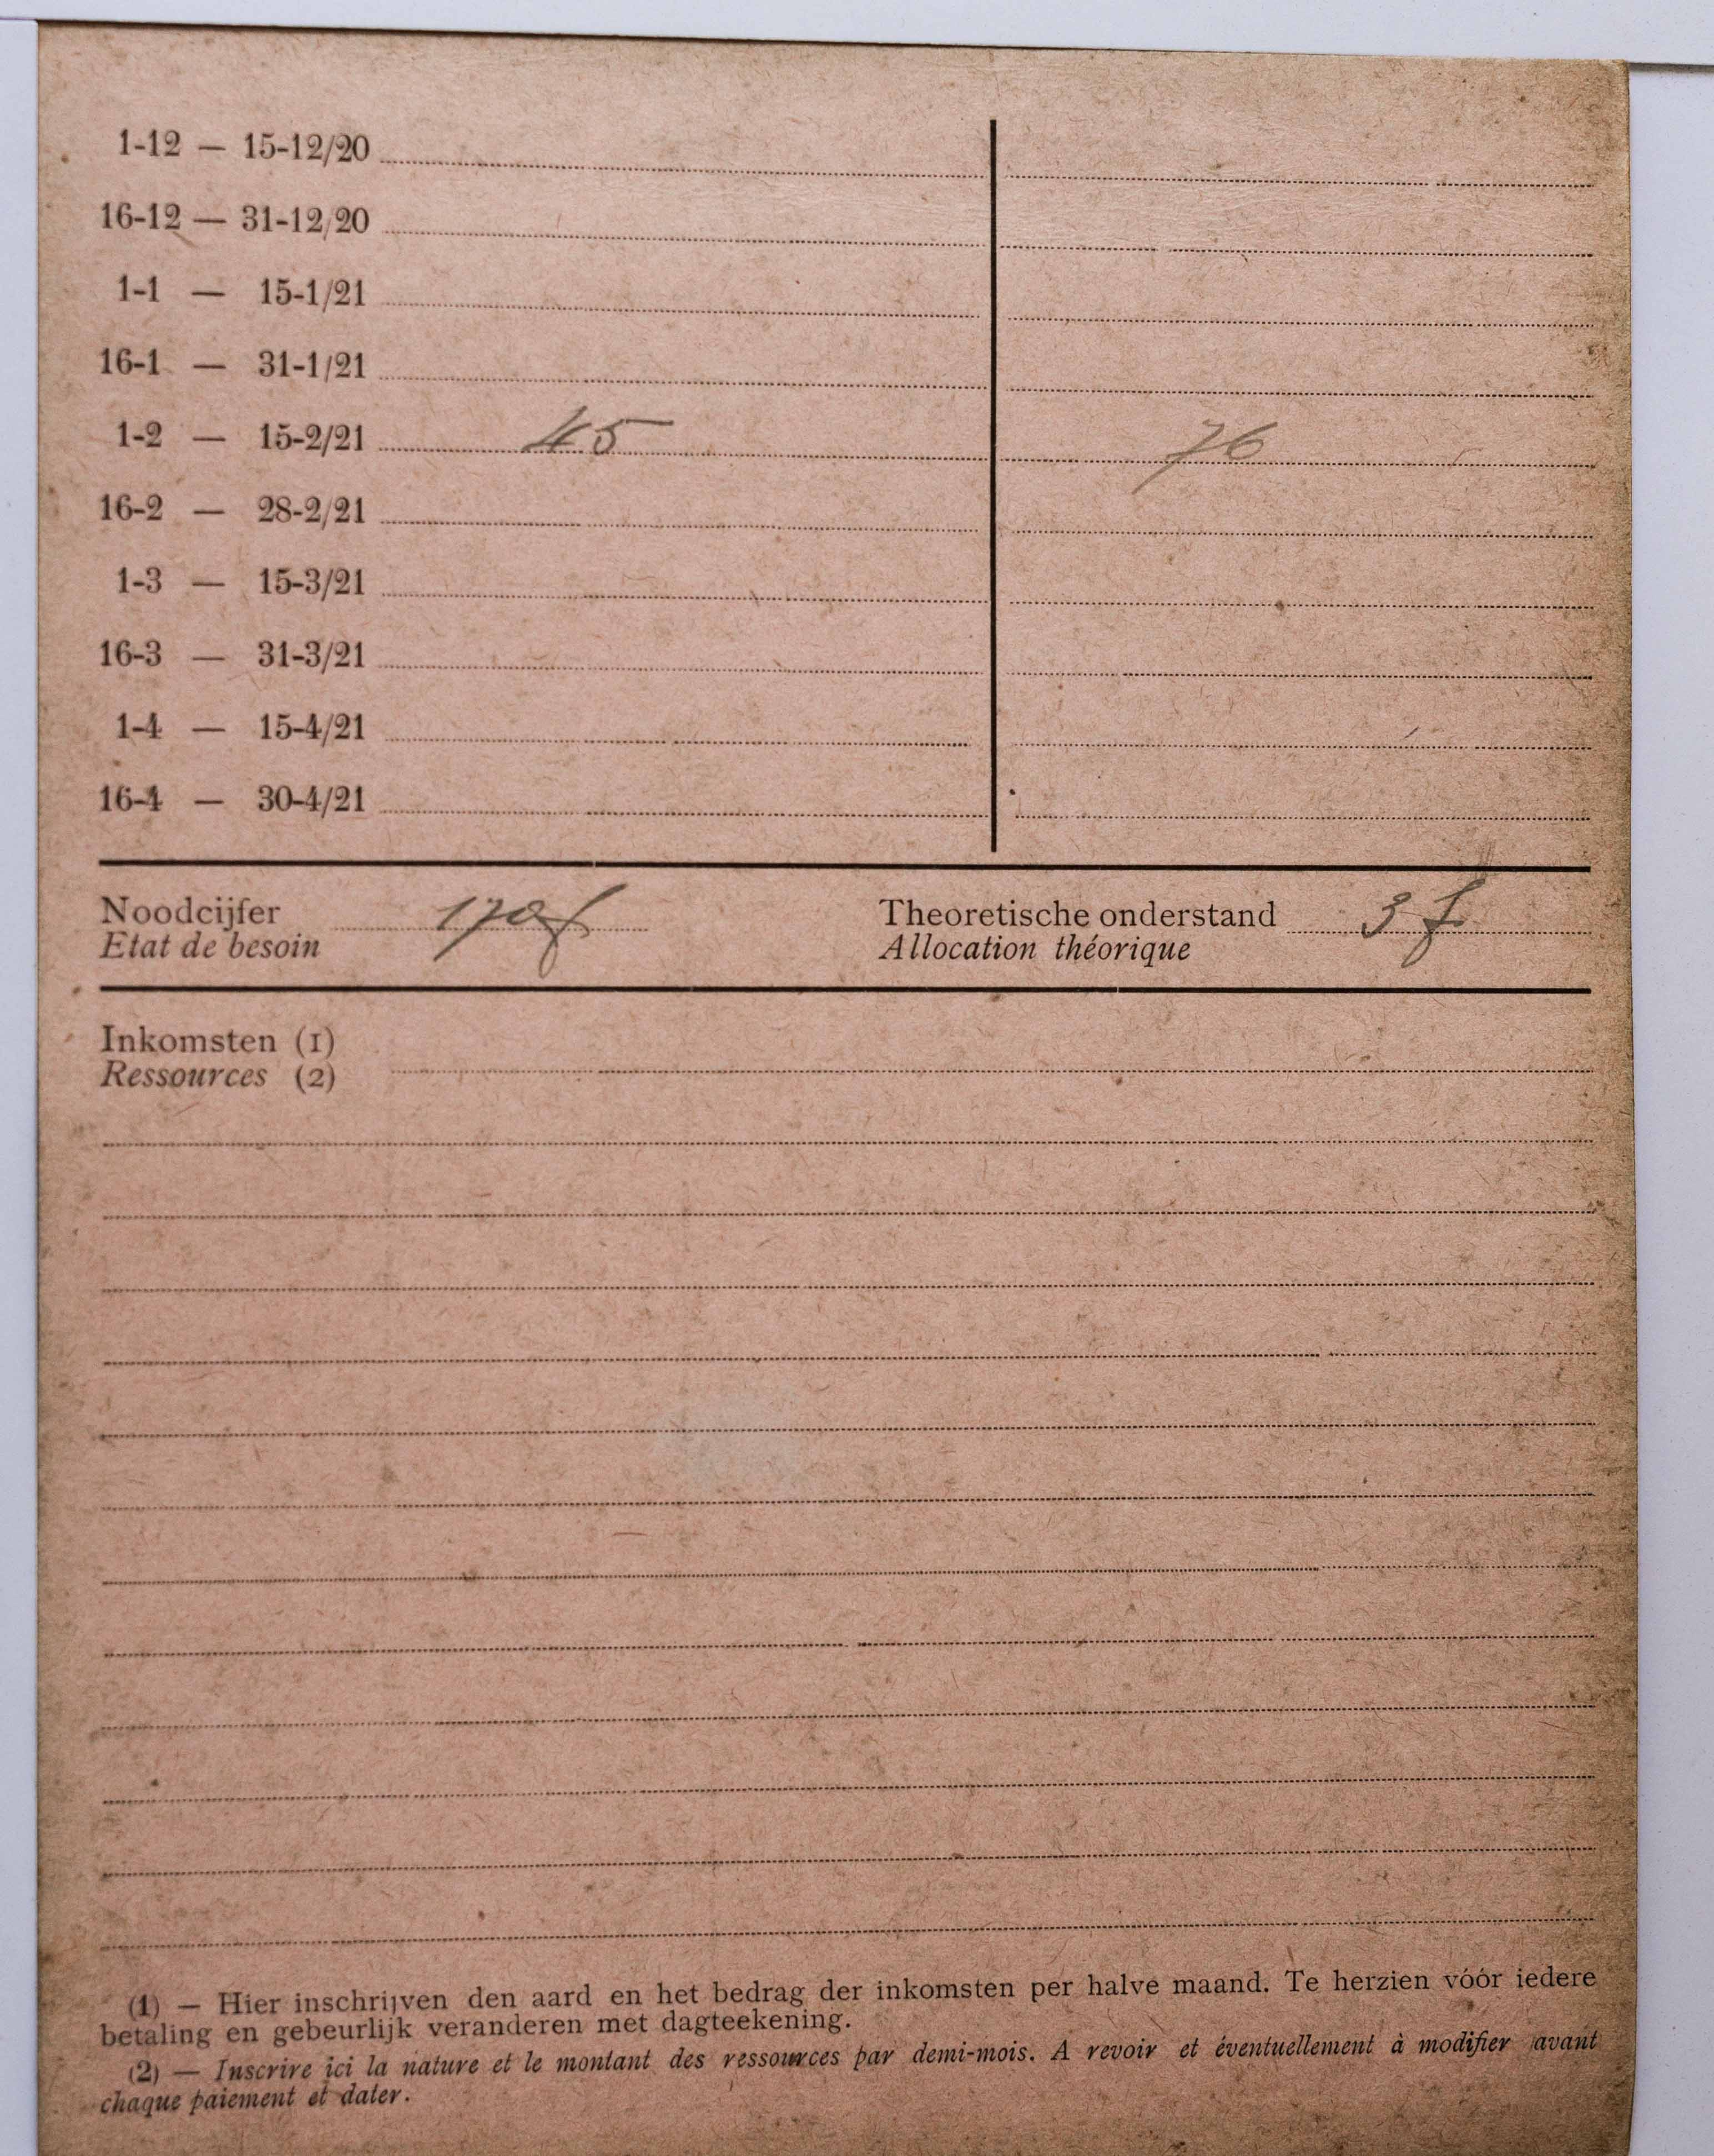 1-12 — 15-12/20
16-12 — 31-12/20
1-1 — 15-1/21
16-1 — 31-1/21
1-2 — 15-2/21 45 76
16-2 — 28-2/21
1-3 — 15-3/21
16-3 — 31-3/21
1-4 — 15-4/21
16-4 — 30-4/21
Noodcijfer 170f Theoretische onderstand 3 f
Etat de besoin Allocation théorique
Inkomsten (1)
Ressources (2)
(1) — Hier inschrijven den aard en het bedrag der inkomsten per halve maand. Te herzien vóór iedere
betaling en gebeurlijk veranderen met dagteekening.
(2) — Inscrire ici la nature et le montant des ressources par demi-mois. A revoir et éventuellement à modifier avant
chaque paiement et dater.